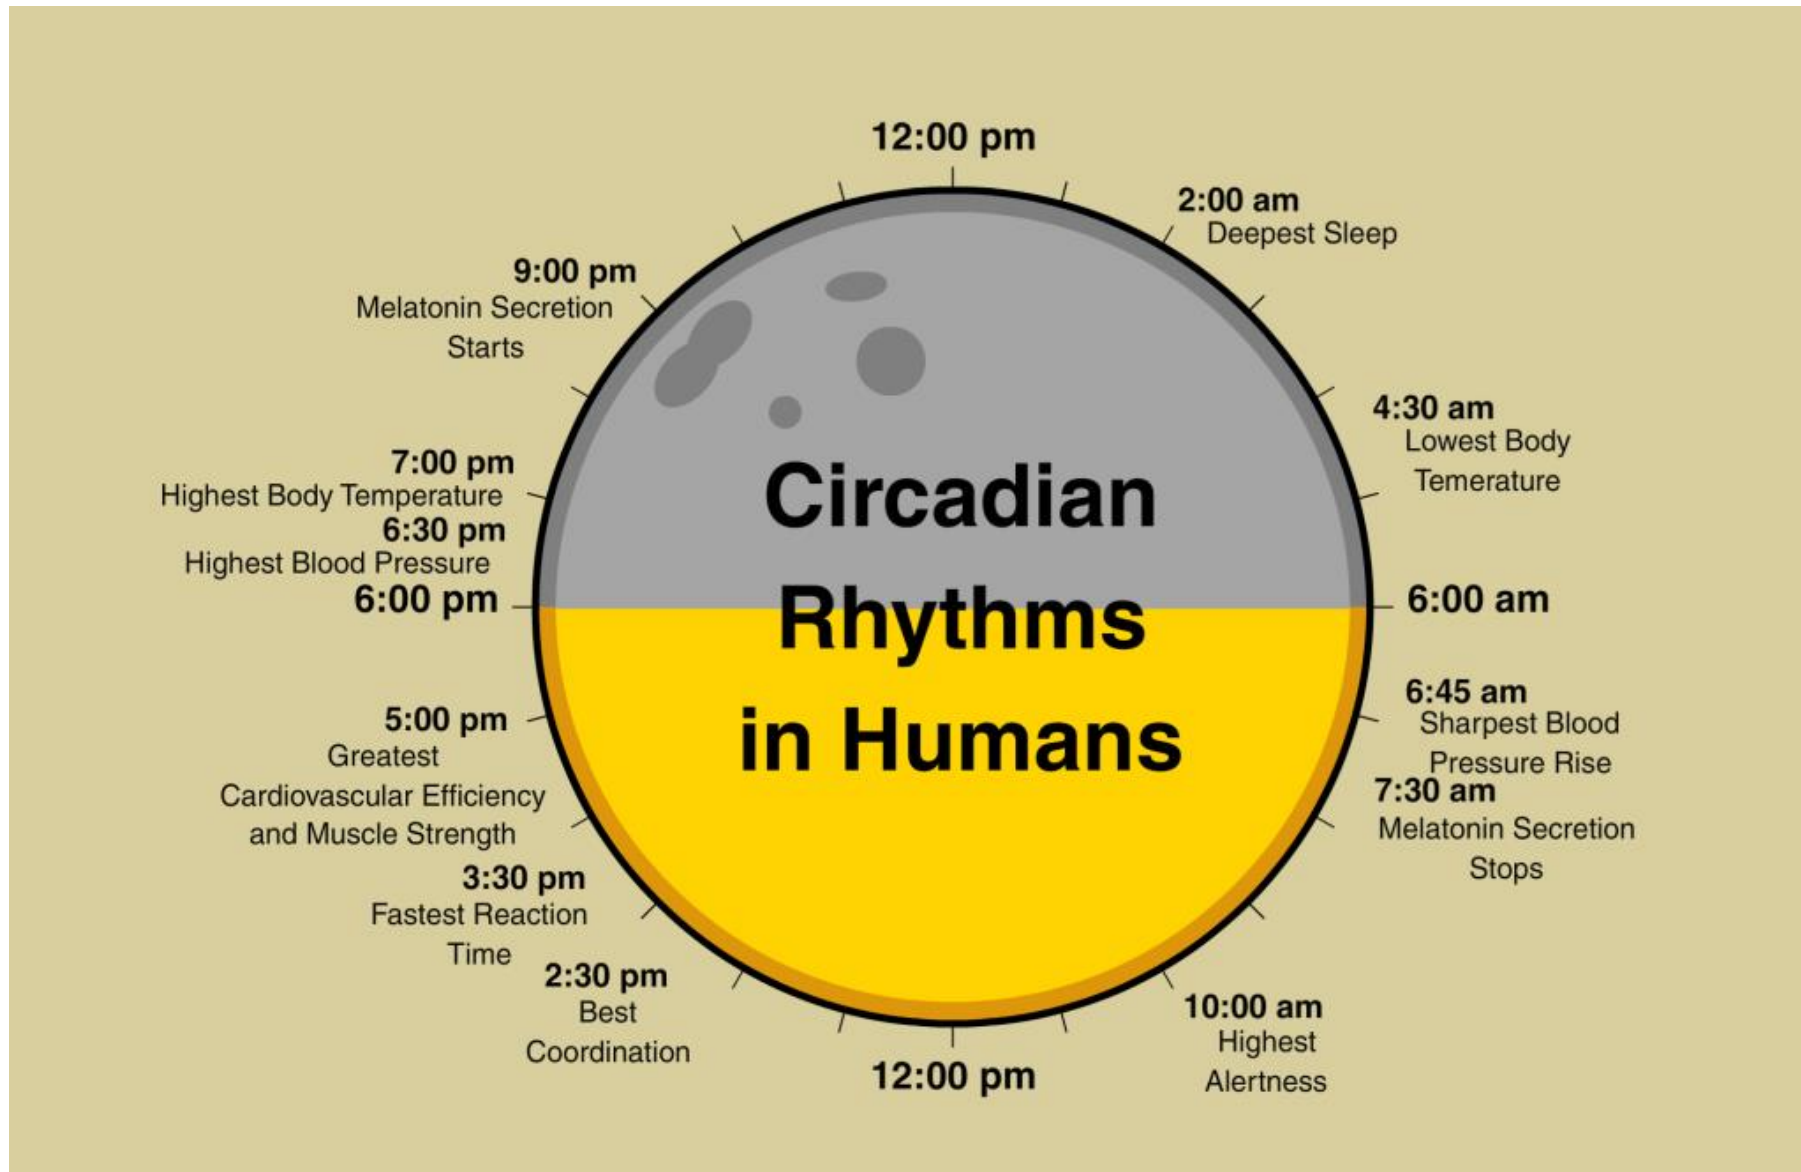 12:00 pm
2:00 am
Deepest Sleep
4:30 am
Lowest Body
Temerature
6:00 am
6:45 am
Sharpest Blood
Pressure Rise
7:30 am
Melatonin Secretion
Stops
10:00 am
Highest
Alertness
12:00 pm
2:30 pm
Best
Coordination
3:30 pm
Fastest Reaction
Time
5:00 pm
Greatest
Cardiovascular Efficiency
and Muscle Strength
6:00 pm
6:30 pm
Highest Blood Pressure
7:00 pm
Highest Body Temperature
9:00 pm
Melatonin Secretion
Starts
Circadian
Rhythms
in Humans